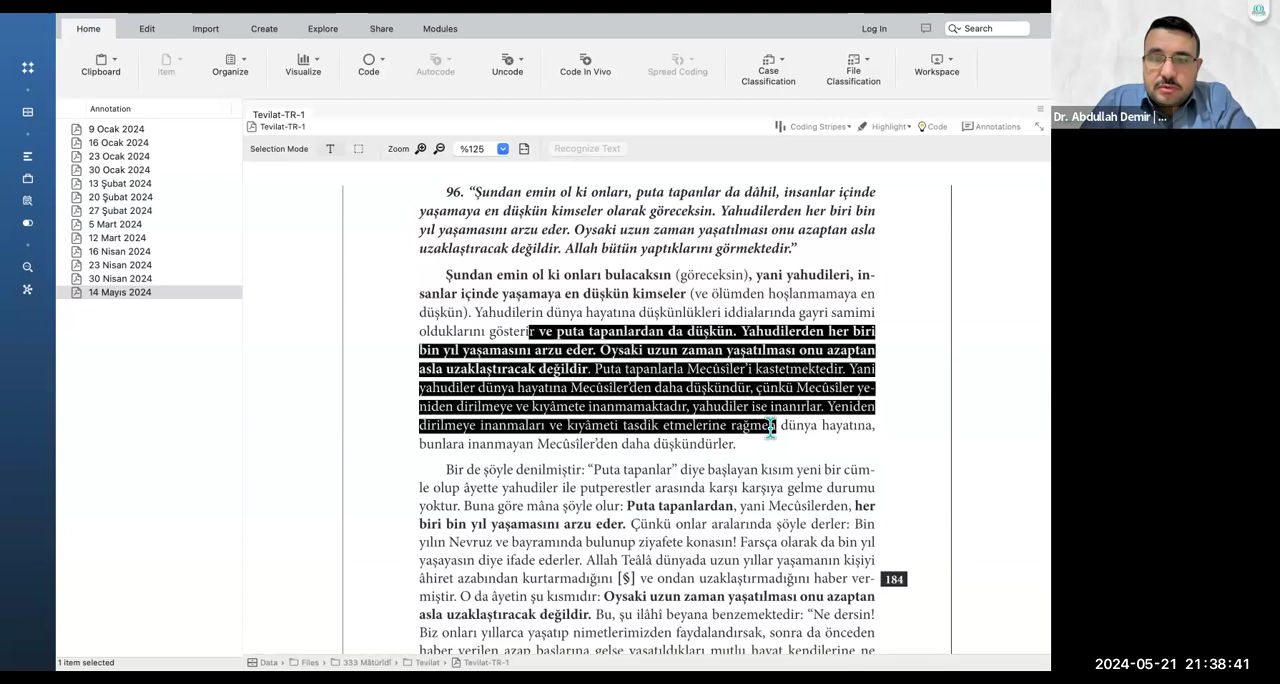 Home Edit Import Create Explore Share Modules Log In Search
Clipboard Item Organize Visualize Code Autocode Uncode Code In Vivo Spread Coding Case Classification File Classification Workspace
Annotation
9 Ocak 2024
16 Ocak 2024
23 Ocak 2024
30 Ocak 2024
13 Şubat 2024
20 Şubat 2024
27 Şubat 2024
5 Mart 2024
12 Mart 2024
16 Nisan 2024
23 Nisan 2024
30 Nisan 2024
14 Mayıs 2024
1 item selected
Tevilat-TR-1
Tevilat-TR-1 Coding Stripes Highlight Code Annotations
Selection Mode T Zoom %125 Recognize Text
96. “Şundan emin ol ki onları, puta tapanlar da dâhil, insanlar içinde
yaşamaya en düşkün kimseler olarak göreceksin. Yahudilerden her biri bin
yıl yaşamasını arzu eder. Oysaki uzun zaman yaşatılması onu azaptan asla
uzaklaştıracak değildir. Allah bütün yaptıklarını görmektedir.”
Şundan emin ol ki onları bulacaksın (göreceksin), yani yahudileri, in-
sanlar içinde yaşamaya en düşkün kimseler (ve ölümden hoşlanmamaya en
düşkün). Yahudilerin dünya hayatına düşkünlükleri iddialarında gayri samimi
olduklarını gösterir ve puta tapanlardan da düşkün. Yahudilerden her biri
bin yıl yaşamasını arzu eder. Oysaki uzun zaman yaşatılması onu azaptan
asla uzaklaştıracak değildir. Puta tapanlarla Mecûsîler’i kastetmektedir. Yani
yahudiler dünya hayatına Mecûsîler’den daha düşkündür, çünkü Mecûsîler ye-
niden dirilmeye ve kıyâmete inanmamaktadır, yahudiler ise inanırlar. Yeniden
dirilmeye inanmaları ve kıyâmeti tasdik etmelerine rağmen dünya hayatına,
bunlara inanmayan Mecûsîler’den daha düşkündürler.
Bir de şöyle denilmiştir: “Puta tapanlar” diye başlayan kısım yeni bir cüm-
le olup âyette yahudiler ile putperestler arasında karşı karşıya gelme durumu
yoktur. Buna göre mâna şöyle olur: Puta tapanlardan, yani Mecûsîlerden, her
biri bin yıl yaşamasını arzu eder. Çünkü onlar aralarında şöyle derler: Bin
yılın Nevruz ve bayramında bulunup ziyafete konasın! Farsça olarak da bin yıl
yaşayasın diye ifade ederler. Allah Teâlâ dünyada uzun yıllar yaşamanın kişiyi
âhiret azabından kurtarmadığını [§] ve ondan uzaklaştırmadığını haber ver- 184
miştir. O da âyetin şu kısmıdır: Oysaki uzun zaman yaşatılması onu azaptan
asla uzaklaştıracak değildir. Bu, şu ilâhî beyana benzemektedir: “Ne dersin!
Biz onları yıllarca yaşatıp nimetlerimizden faydalandırsak, sonra da önceden
haber verilen azap başlarına gelse yaşatıldıkları mutlu hayat kendilerine ne
Data Files 333 Mâtürîdî Tevilat Tevilat-TR-1
Dr. Abdullah Demir | ...
2024-05-21 21:38:41